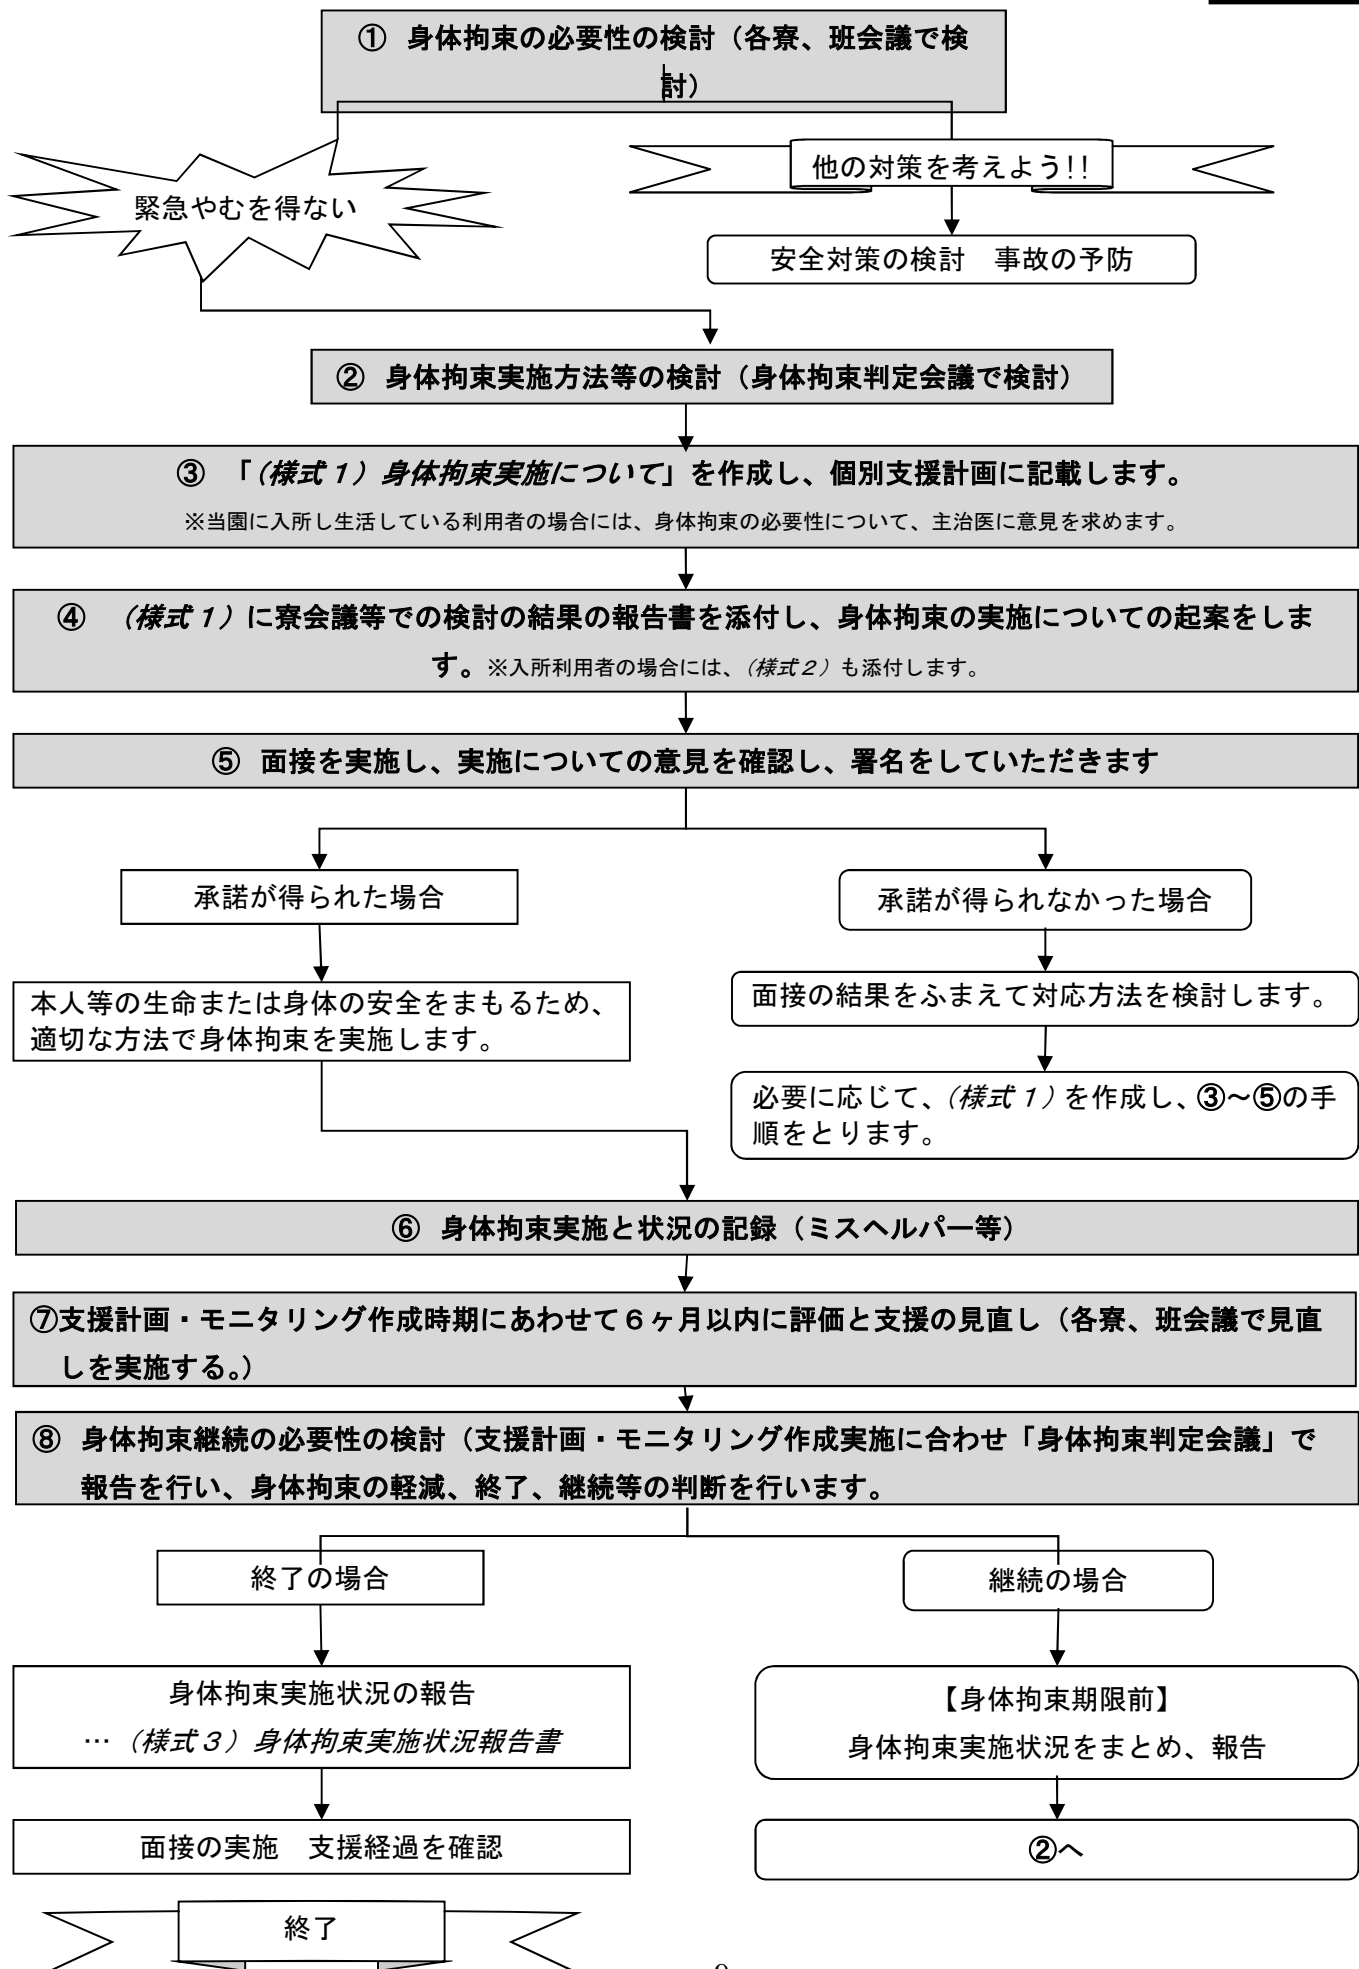 ① 身体拘束の必要性の検討（各寮、班会議で検
討）
緊急やむを得ない
他の対策を考えよう!!
安全対策の検討　事故の予防
② 身体拘束実施方法等の検討（身体拘束判定会議で検討）
③ 「（様式１）身体拘束実施について」を作成し、個別支援計画に記載します。
※当園に入所し生活している利用者の場合には、身体拘束の必要性について、主治医に意見を求めます。
④ （様式１）に寮会議等での検討の結果の報告書を添付し、身体拘束の実施についての起案をしま
す。※入所利用者の場合には、（様式２）も添付します。
⑤ 面接を実施し、実施についての意見を確認し、署名をしていただきます
承諾が得られた場合
承諾が得られなかった場合
本人等の生命または身体の安全をまもるため、
適切な方法で身体拘束を実施します。
面接の結果をふまえて対応方法を検討します。
必要に応じて、（様式１）を作成し、③～⑤の手
順をとります。
⑥ 身体拘束実施と状況の記録（ミスヘルパー等）
⑦支援計画・モニタリング作成時期にあわせて６ヶ月以内に評価と支援の見直し（各寮、班会議で見直
しを実施する。）
⑧ 身体拘束継続の必要性の検討（支援計画・モニタリング作成実施に合わせ「身体拘束判定会議」で
報告を行い、身体拘束の軽減、終了、継続等の判断を行います。
終了の場合
継続の場合
身体拘束実施状況の報告
…（様式３）身体拘束実施状況報告書
【身体拘束期限前】
身体拘束実施状況をまとめ、報告
面接の実施　支援経過を確認
②へ
終了